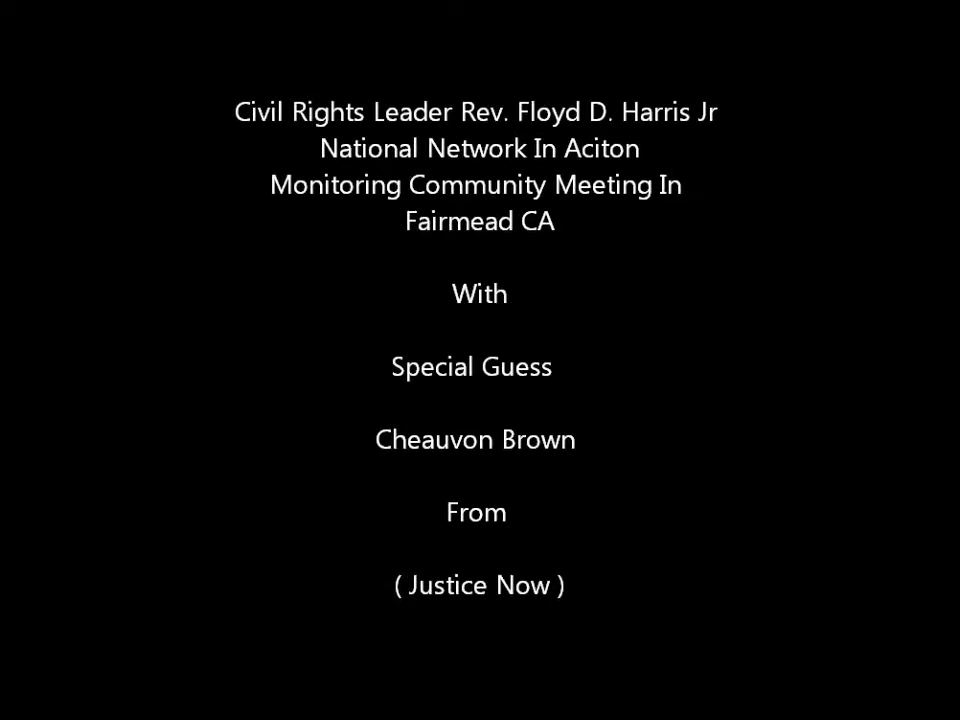 Civil Rights Leader Rev. Floyd D. Harris Jr
National Network In Aciton
Monitoring Community Meeting In
Fairmead CA
With
Special Guess
Cheauvon Brown
From
( Justice Now )